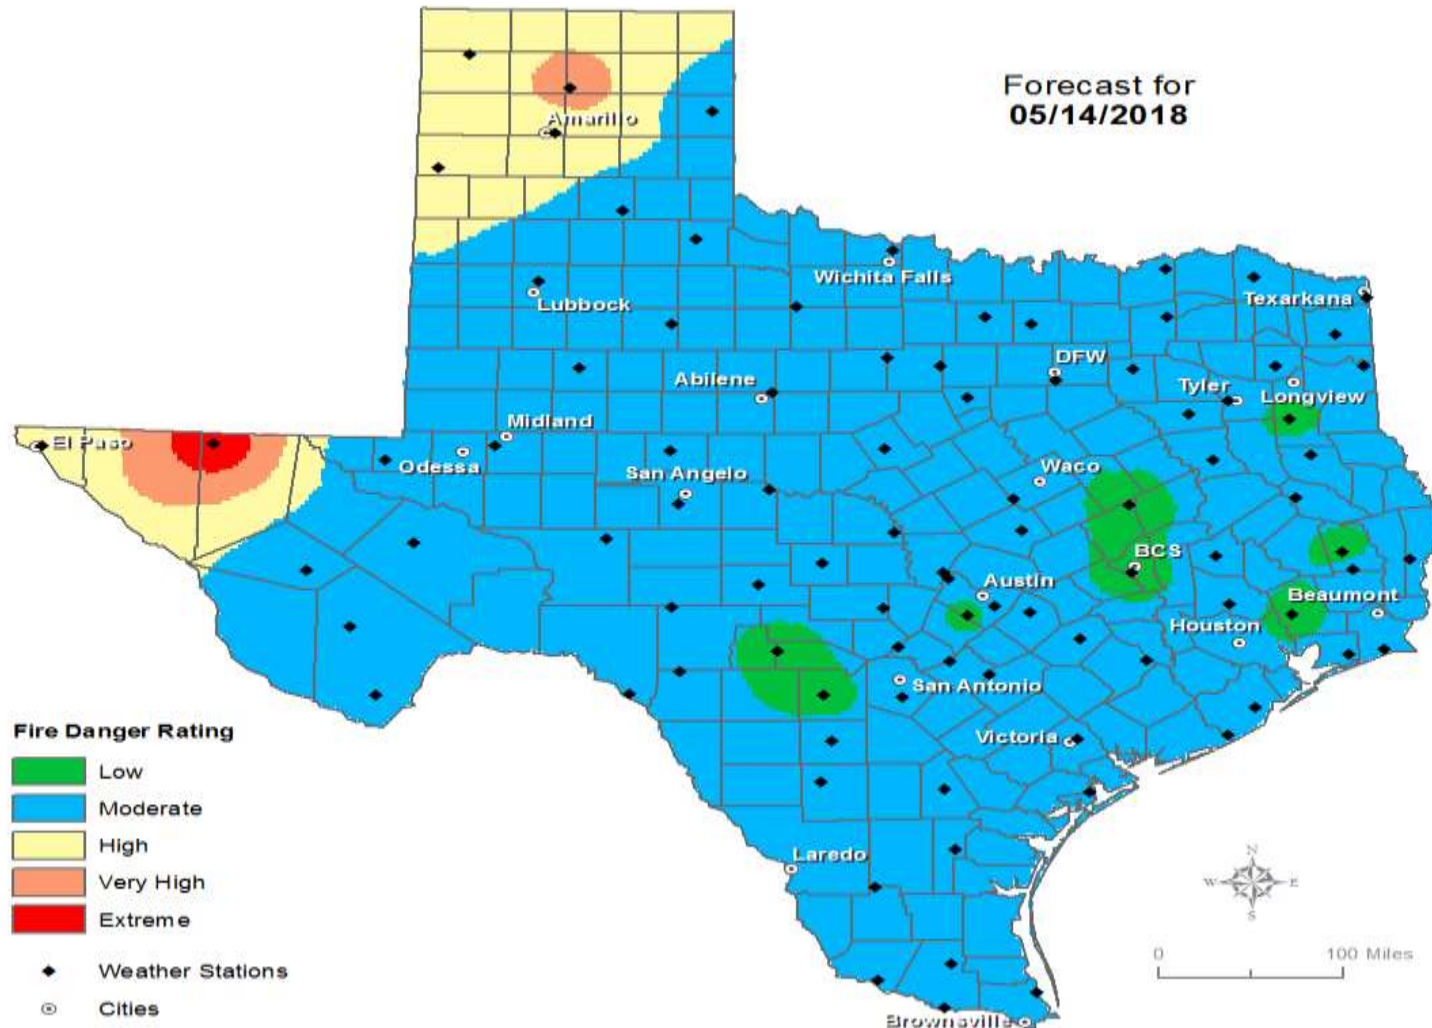 Forecast for
05/14/2018
Amarillo
Wichita Falls
Lubbock
Texarkana
DFW
Abilene
Tyler
Longview
Midland
El Paso
Odessa
San Angelo
Waco
BCS
Austin
Beaumont
Houston
San Antonio
Victoria
Laredo
Brownsville
Fire Danger Rating
Low
Moderate
High
Very High
Extreme
Weather Stations
Cities
N
W E
S
0 100 Miles